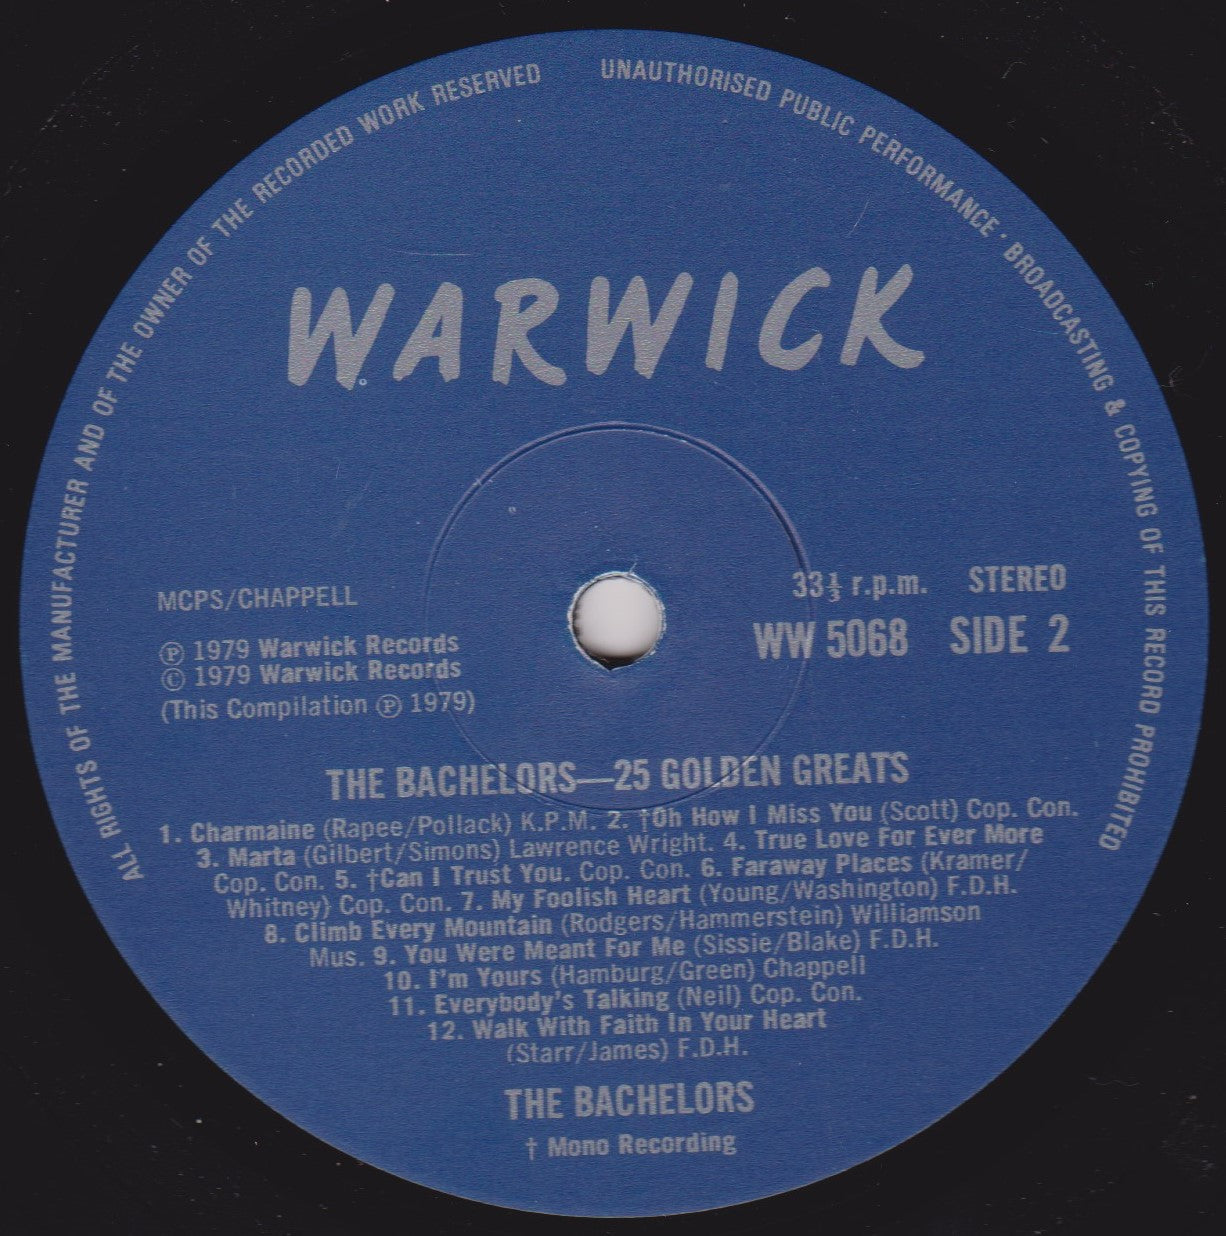 ALL RIGHTS OF THE MANUFACTURER AND OF THE OWNER OF THE RECORDED WORK RESERVED
UNAUTHORISED PUBLIC PERFORMANCE · BROADCASTING & COPYING OF THIS RECORD PROHIBITED
WARWICK
MCPS/CHAPPELL
℗ 1979 Warwick Records
© 1979 Warwick Records
(This Compilation ℗ 1979)
33⅓ r.p.m. STEREO
WW 5068 SIDE 2
THE BACHELORS—25 GOLDEN GREATS
1. Charmaine (Rapee/Pollack) K.P.M. 2. †Oh How I Miss You (Scott) Cop. Con.
3. Marta (Gilbert/Simons) Lawrence Wright. 4. True Love For Ever More
Cop. Con. 5. †Can I Trust You. Cop. Con. 6. Faraway Places (Kramer/
Whitney) Cop. Con. 7. My Foolish Heart (Young/Washington) F.D.H.
8. Climb Every Mountain (Rodgers/Hammerstein) Williamson
Mus. 9. You Were Meant For Me (Sissie/Blake) F.D.H.
10. I'm Yours (Hamburg/Green) Chappell
11. Everybody's Talking (Neil) Cop. Con.
12. Walk With Faith In Your Heart
(Starr/James) F.D.H.
THE BACHELORS
† Mono Recording